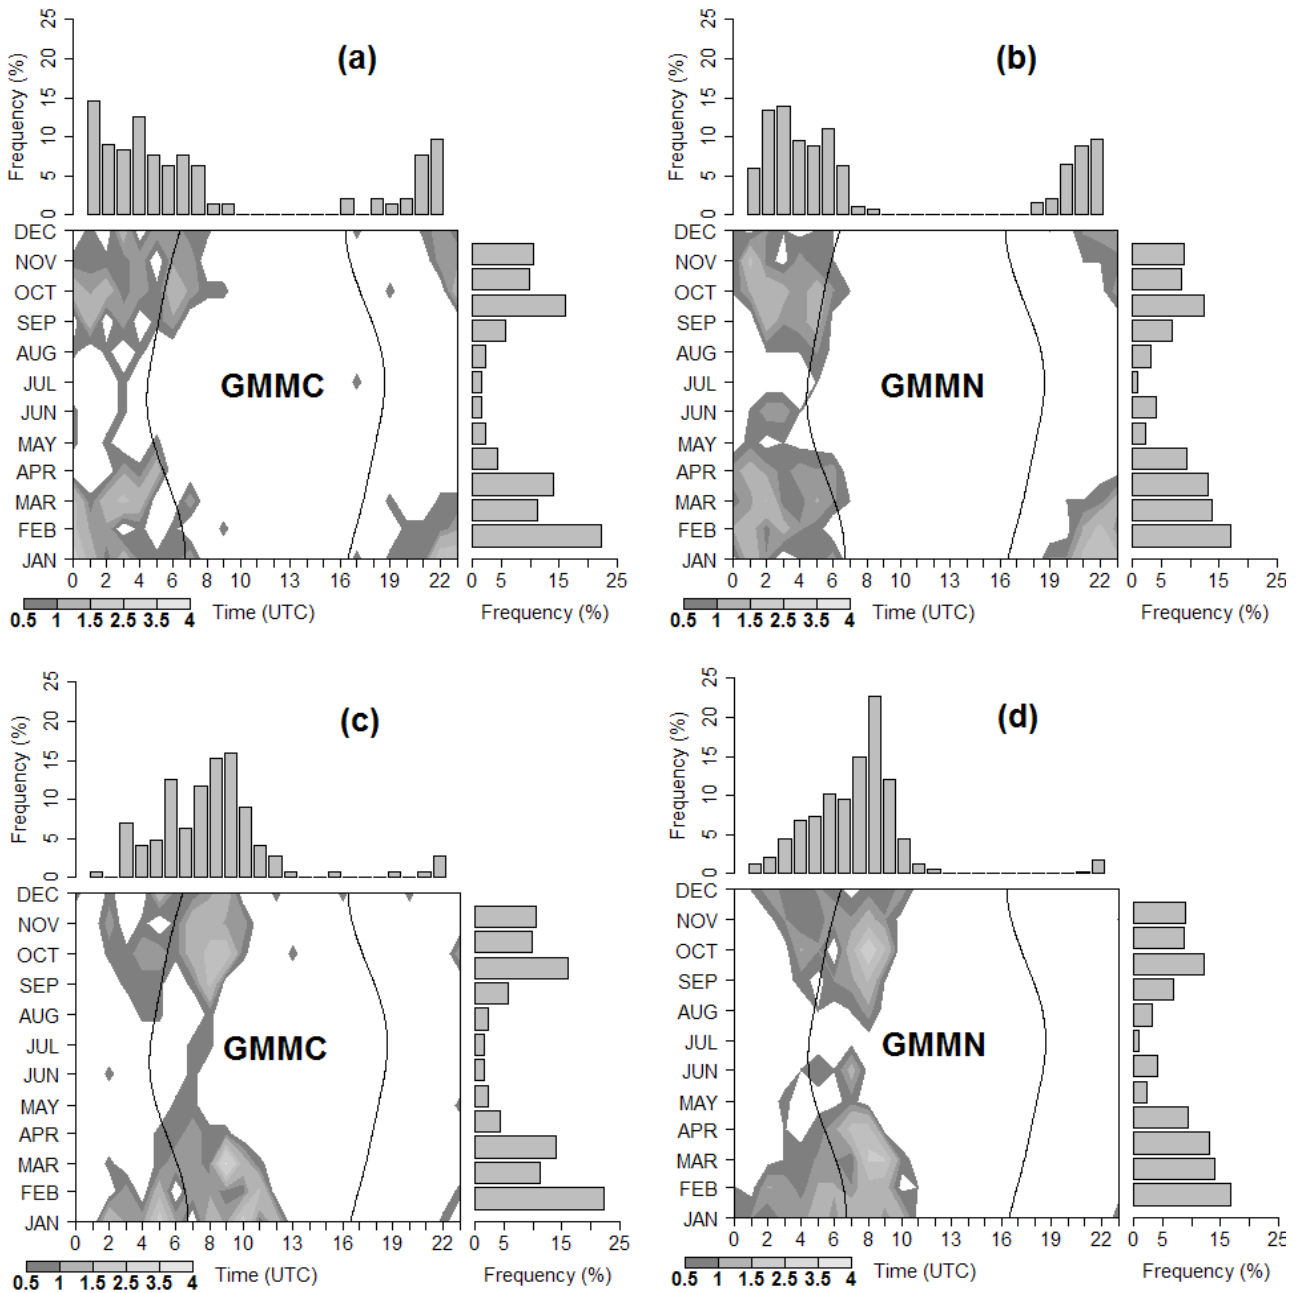 (a)
Frequency (%)
0 5 10 15 20 25
GMMC
DEC
NOV
OCT
SEP
AUG
JUL
JUN
MAY
APR
MAR
FEB
JAN
0 2 4 6 8 10 13 16 19 22
0 5 10 15 25
0.5 1 1.5 2.5 3.5 4
Time (UTC)
Frequency (%)
(b)
Frequency (%)
0 5 10 15 20 25
GMMN
DEC
NOV
OCT
SEP
AUG
JUL
JUN
MAY
APR
MAR
FEB
JAN
0 2 4 6 8 10 13 16 19 22
0 5 10 15 25
0.5 1 1.5 2.5 3.5 4
Time (UTC)
Frequency (%)
(c)
Frequency (%)
0 5 10 15 20 25
GMMC
DEC
NOV
OCT
SEP
AUG
JUL
JUN
MAY
APR
MAR
FEB
JAN
0 2 4 6 8 10 13 16 19 22
0 5 10 15 25
0.5 1 1.5 2.5 3.5 4
Time (UTC)
Frequency (%)
(d)
Frequency (%)
0 5 10 15 20 25
GMMN
DEC
NOV
OCT
SEP
AUG
JUL
JUN
MAY
APR
MAR
FEB
JAN
0 2 4 6 8 10 13 16 19 22
0 5 10 15 25
0.5 1 1.5 2.5 3.5 4
Time (UTC)
Frequency (%)